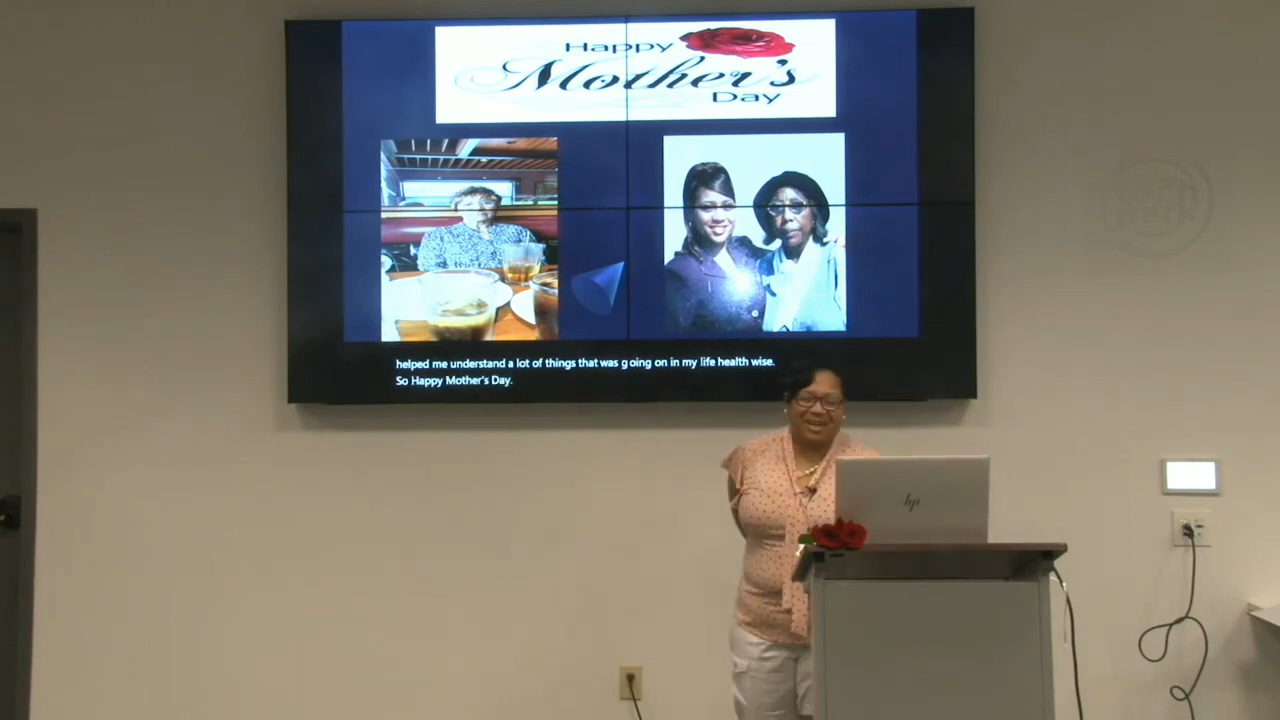 Happy
Mother's
Day
helped me understand a lot of things that was going on in my life health wise.
So Happy Mother's Day.
hp